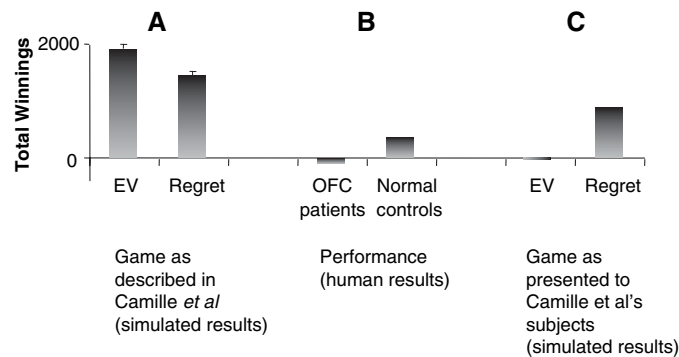 A B C
Total Winnings
2000
0
EV Regret OFC patients Normal controls EV Regret
Game as
described in
Camille et al
(simulated results)
Performance
(human results)
Game as
presented to
Camille et al's
subjects
(simulated results)